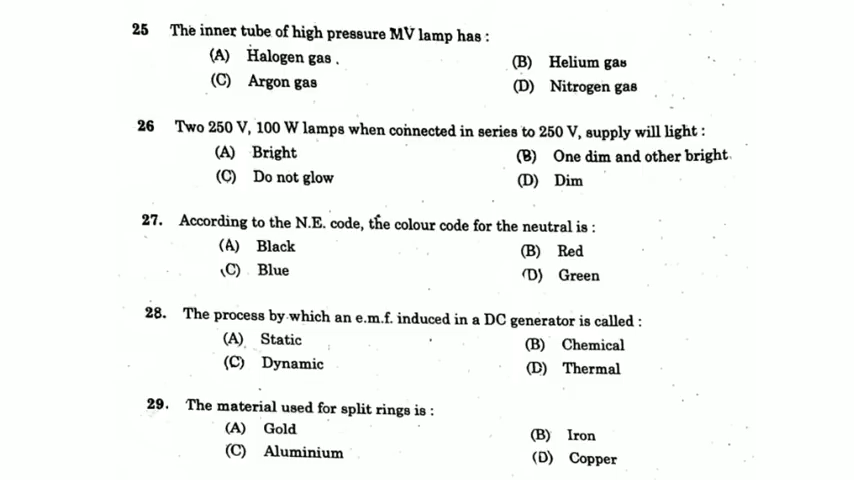 25 The inner tube of high pressure MV lamp has :
(A) Halogen gas . (B) Helium gas
(C) Argon gas (D) Nitrogen gas
26 Two 250 V, 100 W lamps when connected in series to 250 V, supply will light :
(A) Bright (B) One dim and other bright
(C) Do not glow (D) Dim
27. According to the N.E. code, the colour code for the neutral is :
(A) Black (B) Red
(C) Blue (D) Green
28. The process by which an e.m.f. induced in a DC generator is called :
(A) Static (B) Chemical
(C) Dynamic (D) Thermal
29. The material used for split rings is :
(A) Gold (B) Iron
(C) Aluminium (D) Copper